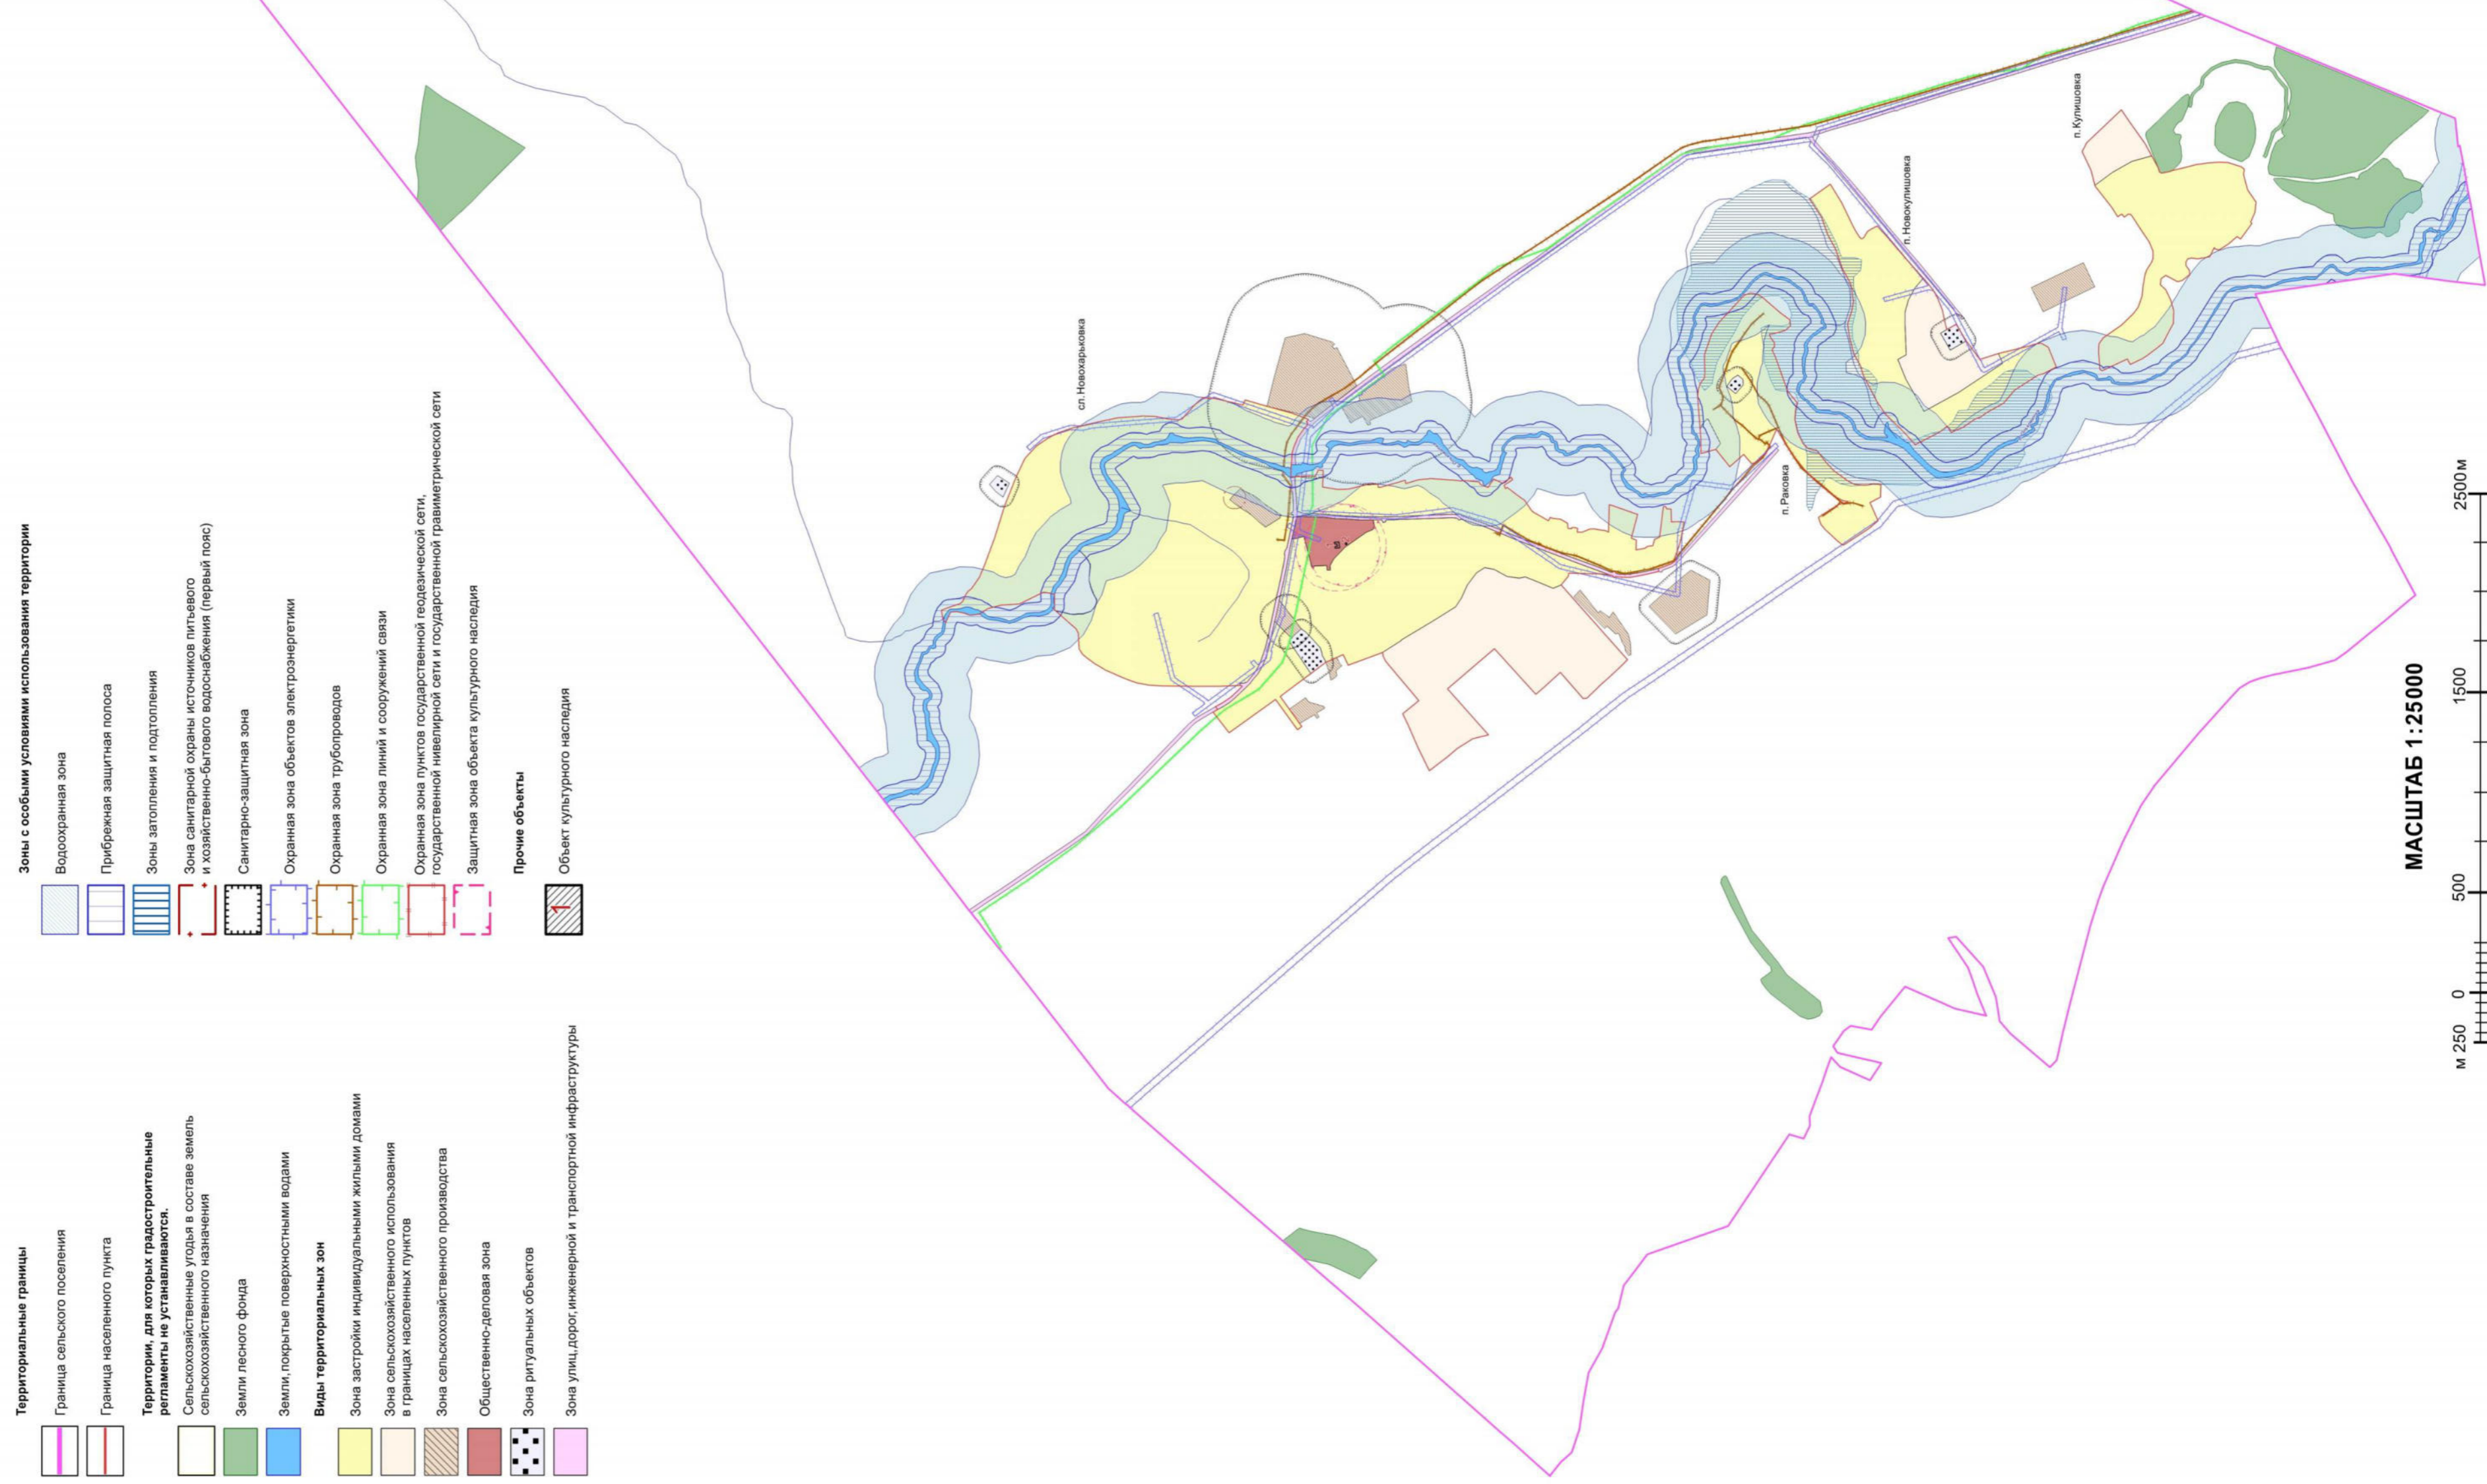 Территориальные границы
Граница сельского поселения
Граница населенного пункта
Территории, для которых градостроительные
регламенты не устанавливаются.
Сельскохозяйственные угодья в составе земель
сельскохозяйственного назначения
Земли лесного фонда
Земли,покрытые поверхностными водами
Виды территориальных зон
Зона застройки индивидуальными жилыми домами
Зона сельскохозяйственного использования
в границах населенных пунктов
Зона сельскохозяйственного производства
Общественно-деловая зона
Зона ритуальных объектов
Зона улиц,дорог,инженерной и транспортной инфраструктуры
Зоны с особыми условиями использования территории
Водоохранная зона
Прибрежная защитная полоса
Зоны затопления и подтопления
Зона санитарной охраны источников питьевого
и хозяйственно-бытового водоснабжения (первый пояс)
Санитарно-защитная зона
Охранная зона объектов электроэнергетики
Охранная зона трубопроводов
Охранная зона линий и сооружений связи
Охранная зона пунктов государственной геодезической сети,
государственной нивелирной сети и государственной гравиметрической сети
Защитная зона объекта культурного наследия
Прочие объекты
1
Объект культурного наследия
сл.Новохарьковка
п.Раковка
п.Новокулишовка
п.Кулишовка
МАСШТАБ 1:25000
м 250 0 500 1500 2500м